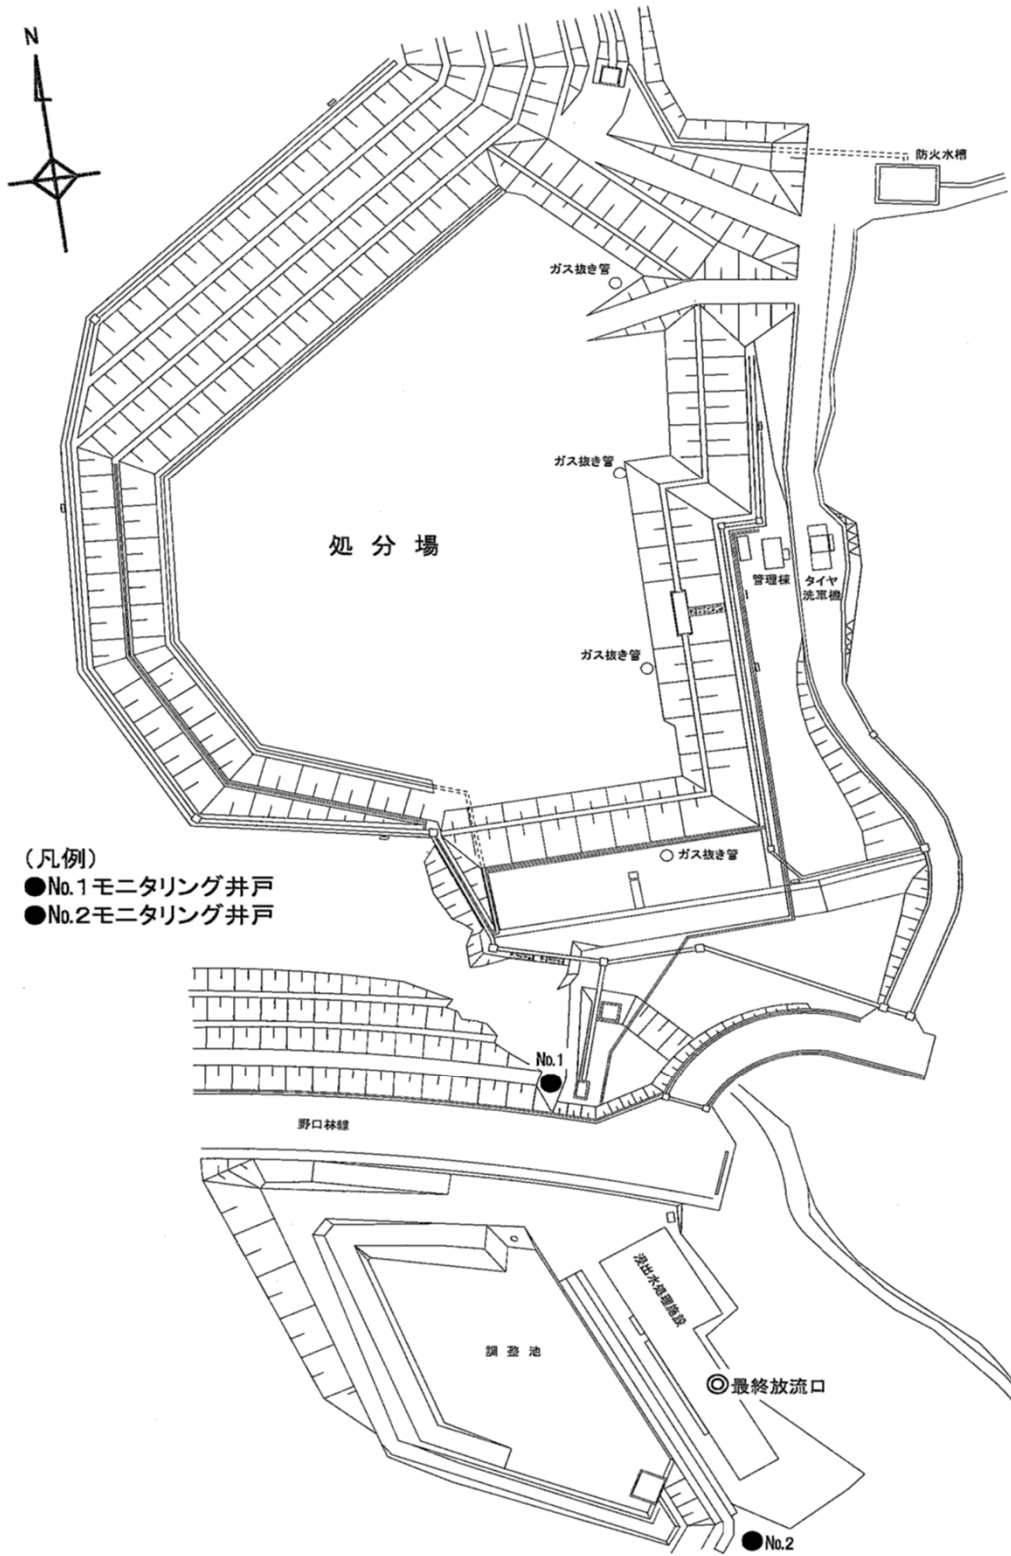 N
防火水槽
ガス抜き管
ガス抜き管
処分場
管理棟
タイヤ
洗車機
ガス抜き管
ガス抜き管
(凡例)
●No.1モニタリング井戸
●No.2モニタリング井戸
No.1
野口林線
浸出水処理施設
調整池
◎最終放流口
No.2